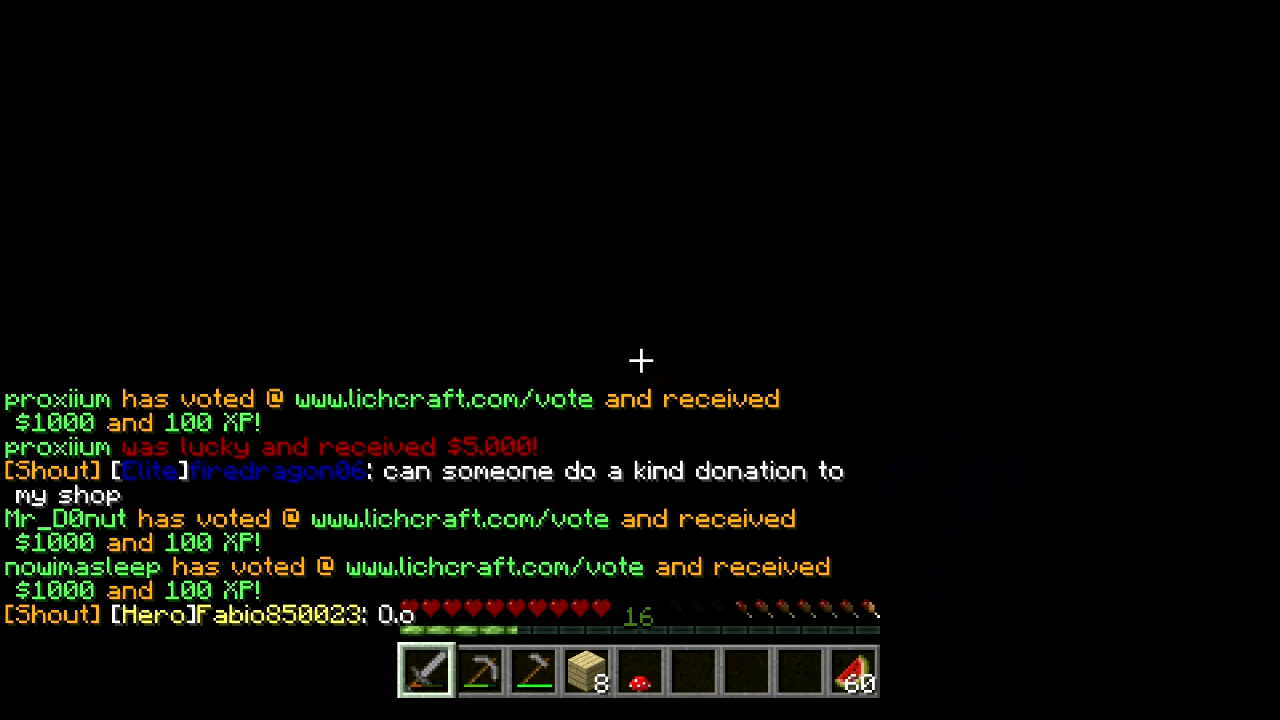 proxiium has voted @ www.lichcraft.com/vote and received
$1000 and 100 XP!
proxiium was lucky and received $5.000!
[Shout] [Elite]firedragon06: can someone do a kind donation to
my shop
Mr_D0nut has voted @ www.lichcraft.com/vote and received
$1000 and 100 XP!
nowimasleep has voted @ www.lichcraft.com/vote and received
$1000 and 100 XP!
[Shout] [Hero]Fabio850023: O.o
16
8
60